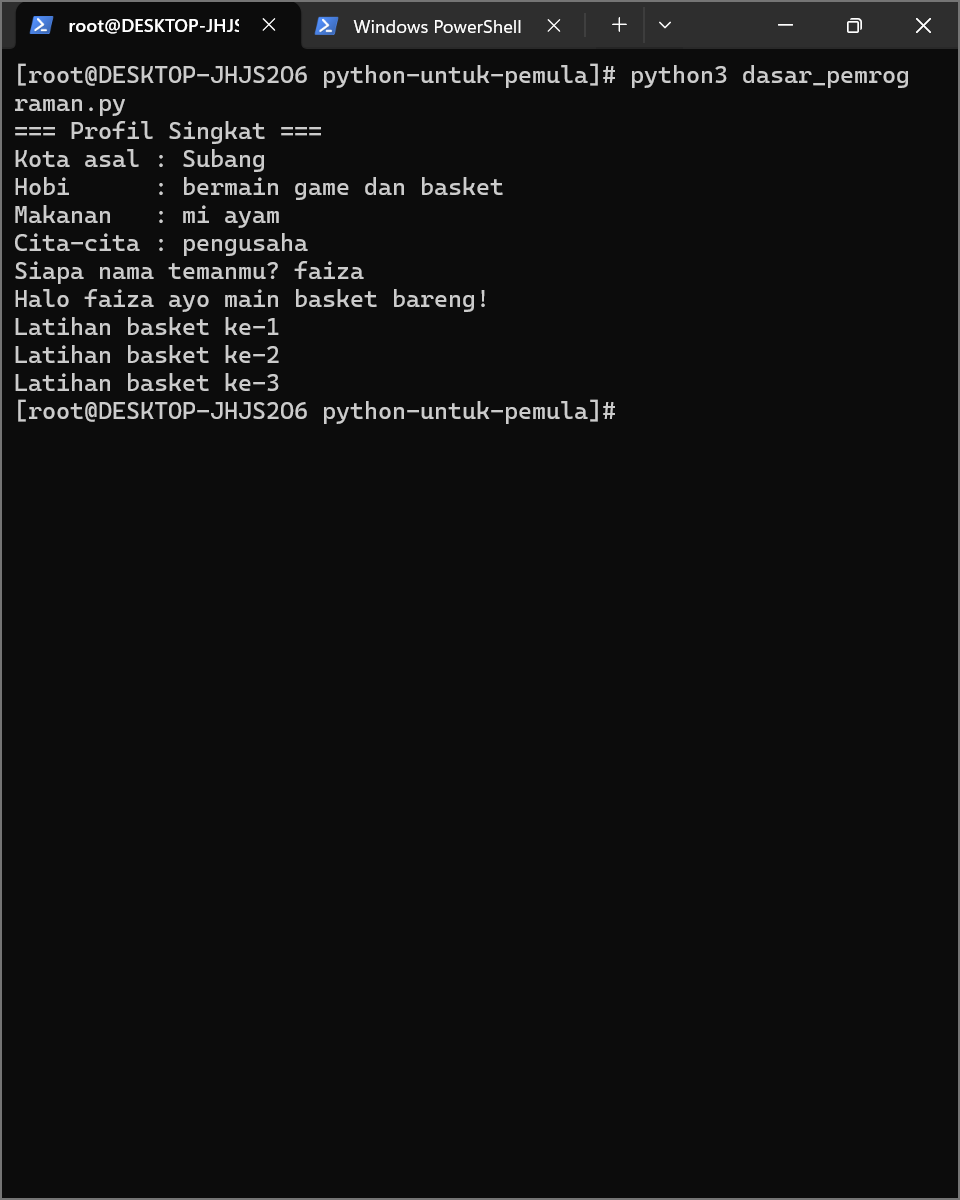 root@DESKTOP-JHJS
Windows PowerShell
[root@DESKTOP-JHJS2O6 python-untuk-pemula]# python3 dasar_pemrog
raman.py
=== Profil Singkat ===
Kota asal : Subang
Hobi      : bermain game dan basket
Makanan   : mi ayam
Cita-cita : pengusaha
Siapa nama temanmu? faiza
Halo faiza ayo main basket bareng!
Latihan basket ke-1
Latihan basket ke-2
Latihan basket ke-3
[root@DESKTOP-JHJS2O6 python-untuk-pemula]#